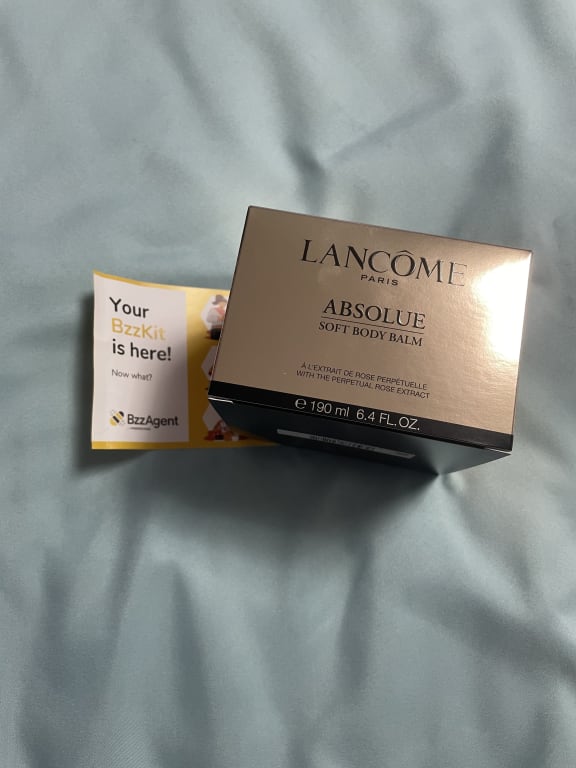 Your
BzzKit
is here!
Now what?
BzzAgent
LANCÔME
PARIS
ABSOLUE
SOFT BODY BALM
À L'EXTRAIT DE ROSE PERPÉTUELLE
WITH THE PERPETUAL ROSE EXTRACT
℮ 190 ml 6.4 FL.OZ.